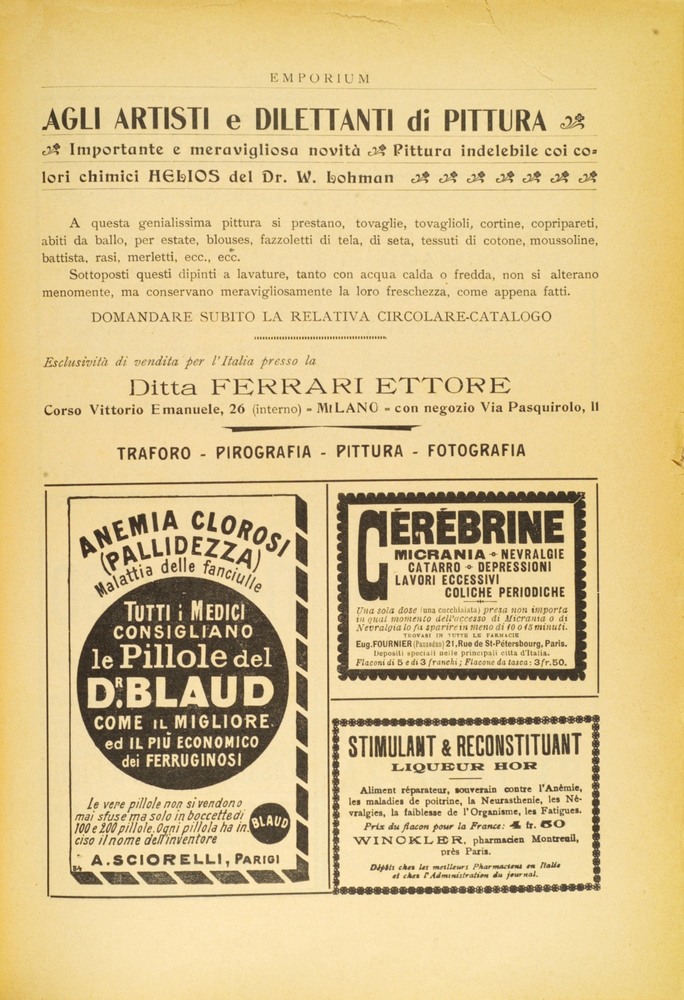 EMPORIUM
AGLI ARTISTI e DILETTANTI di PITTURA
Importante e meravigliosa novità Pittura indelebile coi co=
lori chimici HELIOS del Dr. W. Lohman
A questa genialissima pittura si prestano, tovaglie, tovaglioli, cortine, copripareti,
abiti da ballo, per estate, blouses, fazzoletti di tela, di seta, tessuti di cotone, moussoline,
battista, rasi, merletti, ecc., ecc.
Sottoposti questi dipinti a lavature, tanto con acqua calda o fredda, non si alterano
menomente, ma conservano meravigliosamente la loro freschezza, come appena fatti.
DOMANDARE SUBITO LA RELATIVA CIRCOLARE-CATALOGO
Esclusività di vendita per l'Italia presso la
Ditta FERRARI ETTORE
Corso Vittorio Emanuele, 26 (interno) - MILANO - con negozio Via Pasquirolo, 11
TRAFORO - PIROGRAFIA - PITTURA - FOTOGRAFIA
ANEMIA CLOROSI
(PALLIDEZZA)
Malattia delle fanciulle
TUTTI i MEDICI
CONSIGLIANO
le Pillole del
DR. BLAUD
COME IL MIGLIORE
ed IL PIÙ ECONOMICO
dei FERRUGINOSI
Le vere pillole non si vendono
mai sfuse ma solo in boccette di
100 e 200 pillole. Ogni pillola ha in.
ciso il nome dell'inventore
BLAUD
A. SCIORELLI, PARIGI
84
CÉRÉBRINE
MICRANIA NEVRALGIE
CATARRO DEPRESSIONI
LAVORI ECCESSIVI
COLICHE PERIODICHE
Una sola dose (una cucchiaiata) presa non importa
in qual momento dell'accesso di Micrania o di
Nevralgia lo fa sparire in meno di 10 o 15 minuti.
TROVASI IN TUTTE LE FARMACIE
Eug. FOURNIER (Pausodun) 21, Rue de St-Pétersbourg, Paris.
Depositi speciali nelle principali città d'Italia.
Flaconi di 5 e di 3 franchi; Flacone da tasca: 3 fr. 50.
STIMULANT & RECONSTITUANT
LIQUEUR HOR
Aliment réparateur, souverain contre l'Anémie,
les maladies de poitrine, la Neurasthenie, les Né-
vralgies, la faiblesse de l'Organisme, les Fatigues.
Prix du flacon pour la France: 4 fr. 50
WINCKLER, pharmacien Montreuil,
près Paris.
Dépôts chez les meilleurs Pharmaciens en Italie
et chez l'Administration du journal.